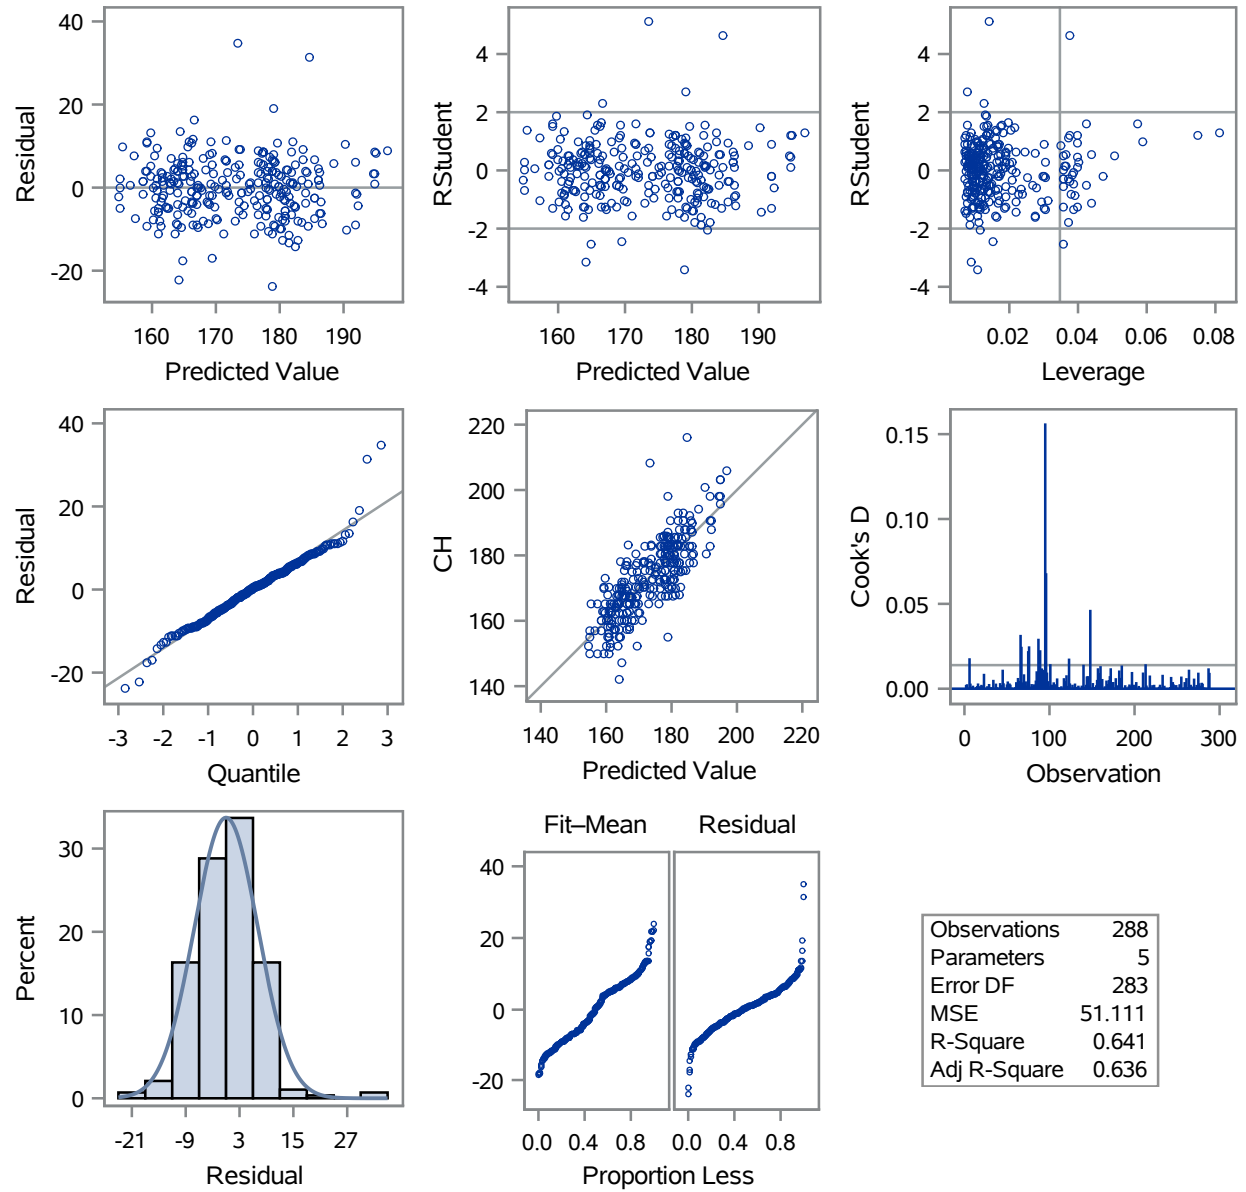 40
20
0
-20
Residual
160 170 180 190
Predicted Value
4
2
0
-2
-4
RStudent
160 170 180 190
Predicted Value
4
2
0
-2
-4
RStudent
0.02 0.04 0.06 0.08
Leverage
40
20
0
-20
Residual
-3 -2 -1 0 1 2 3
Quantile
220
200
180
160
140
CH
140 160 180 200 220
Predicted Value
0.15
0.10
0.05
0.00
Cook's D
0 100 200 300
Observation
30
20
10
0
Percent
-21 -9 3 15 27
Residual
Fit–Mean Residual
40
20
0
-20
0.0 0.4 0.8 0.0 0.4 0.8
Proportion Less
Observations 288
Parameters 5
Error DF 283
MSE 51.111
R-Square 0.641
Adj R-Square 0.636